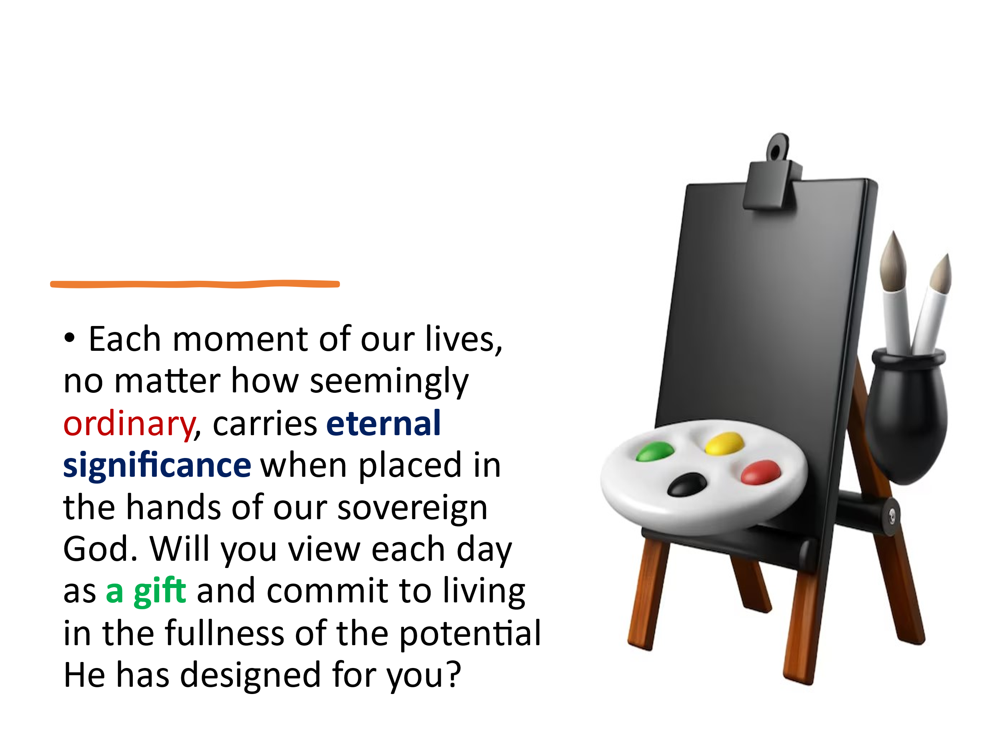 • Each moment of our lives,
no matter how seemingly
ordinary, carries eternal
significance when placed in
the hands of our sovereign
God. Will you view each day
as a gift and commit to living
in the fullness of the potential
He has designed for you?